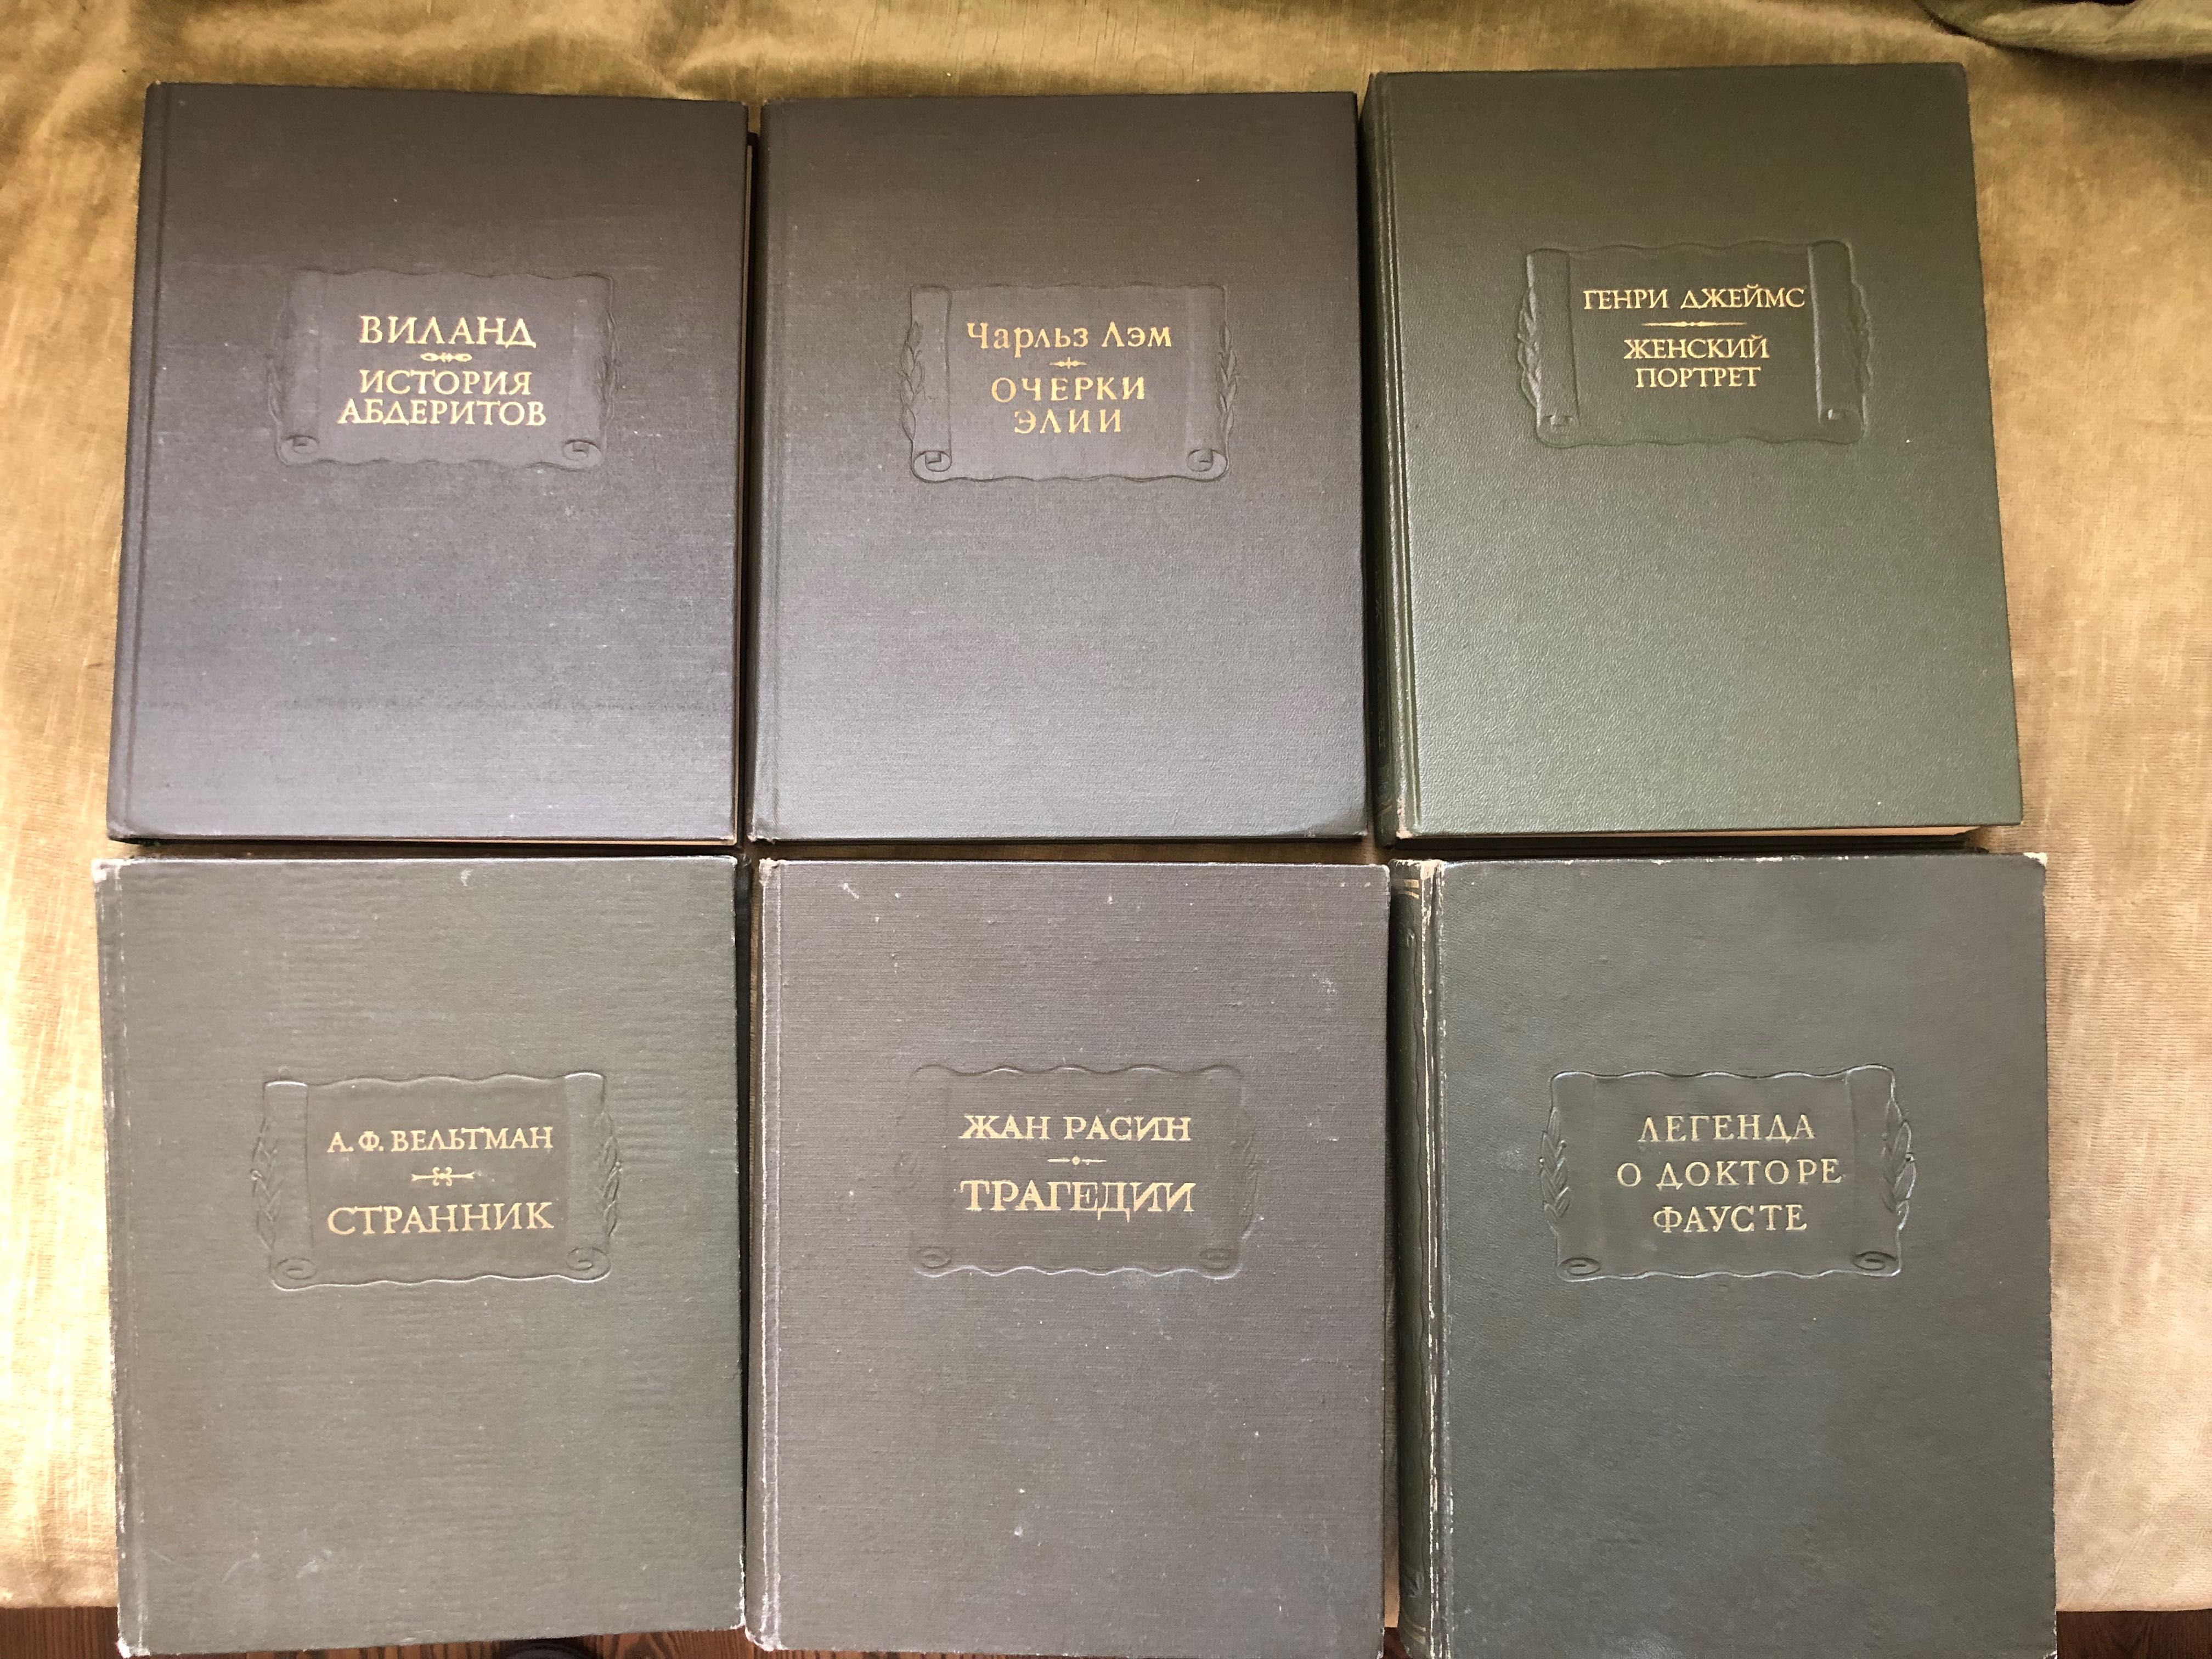 ВИЛАНД
ИСТОРИЯ
АБДЕРИТОВ
Чарльз Лэм
ОЧЕРКИ
ЭЛИИ
ГЕНРИ ДЖЕЙМС
ЖЕНСКИЙ
ПОРТРЕТ
А. Ф. ВЕЛЬТМАН
СТРАННИК
ЖАН РАСИН
ТРАГЕДИИ
ЛЕГЕНДА
О ДОКТОРЕ
ФАУСТЕ